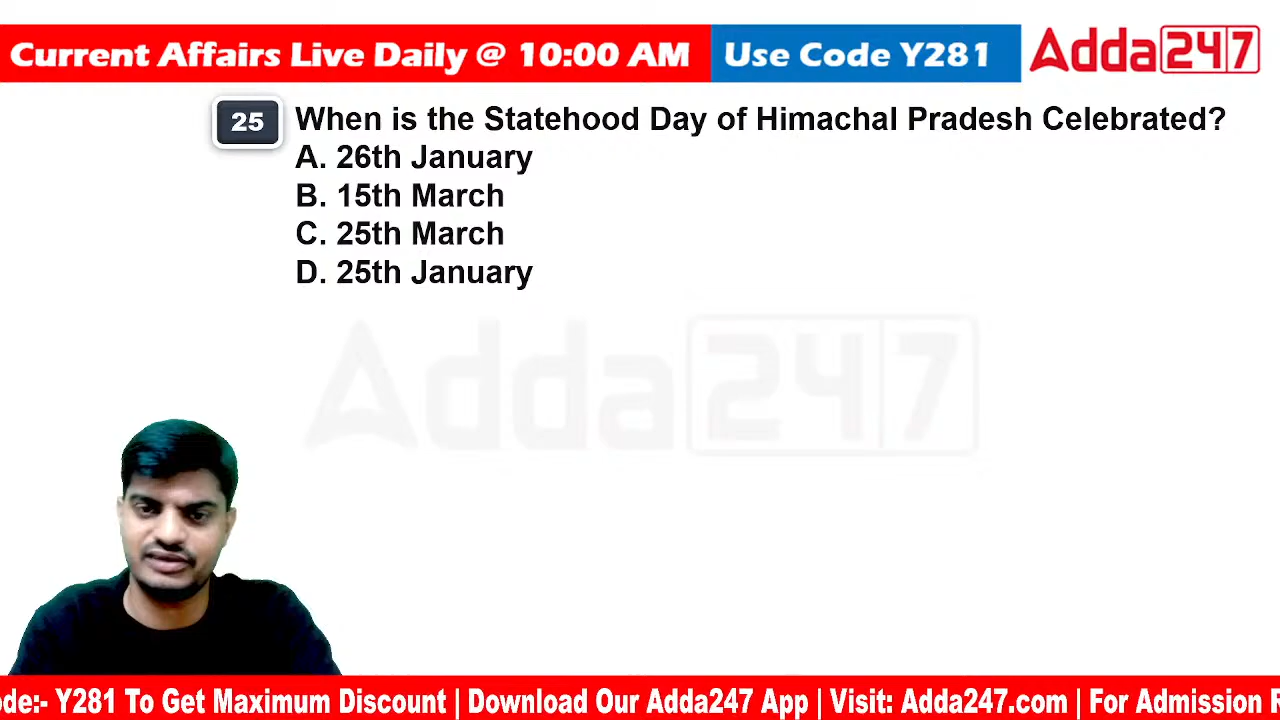 Current Affairs Live Daily @ 10:00 AM
Use Code Y281
Adda247
25
When is the Statehood Day of Himachal Pradesh Celebrated?
A. 26th January
B. 15th March
C. 25th March
D. 25th January
Adda247
ode:- Y281 To Get Maximum Discount | Download Our Adda247 App | Visit: Adda247.com | For Admission